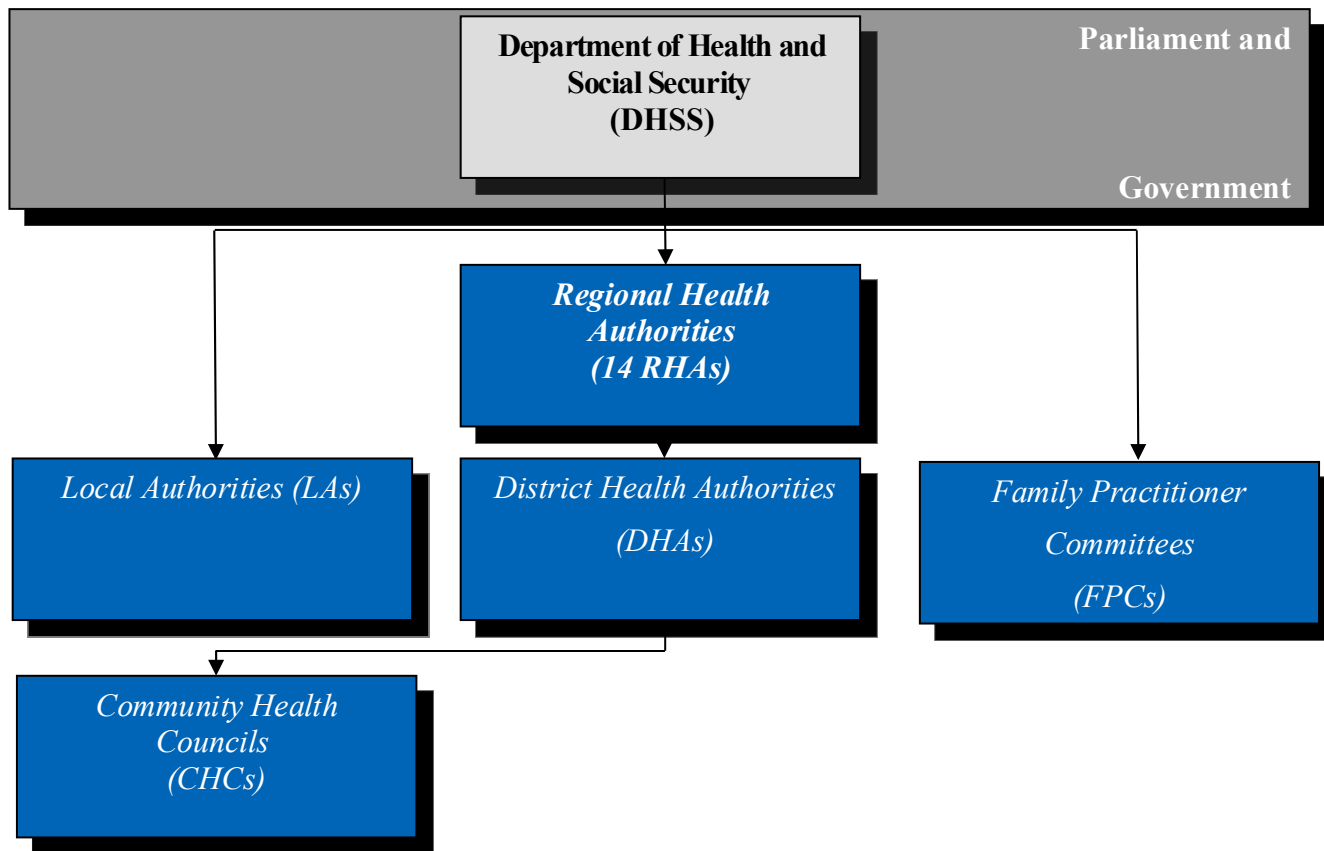 Department of Health and
Social Security
(DHSS)
Parliament and
Government
Regional Health
Authorities
(14 RHAs)
Local Authorities (LAs)
District Health Authorities
(DHAs)
Family Practitioner
Committees
(FPCs)
Community Health
Councils
(CHCs)